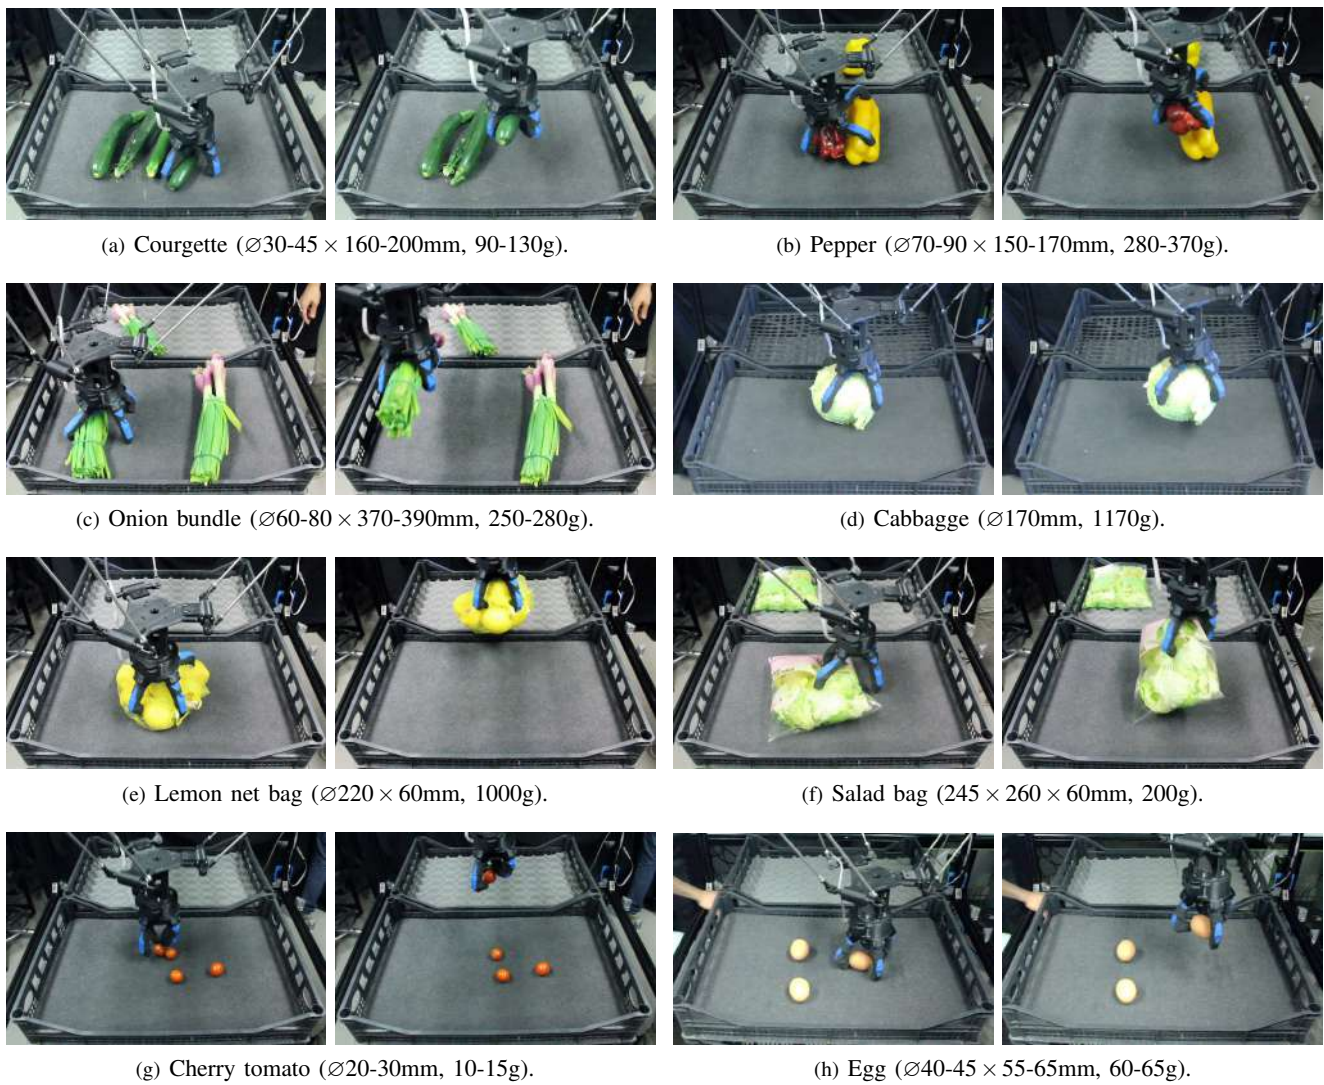 (a) Courgette (∅30-45 × 160-200mm, 90-130g).
(b) Pepper (∅70-90 × 150-170mm, 280-370g).
(c) Onion bundle (∅60-80 × 370-390mm, 250-280g).
(d) Cabbagge (∅170mm, 1170g).
(e) Lemon net bag (∅220 × 60mm, 1000g).
(f) Salad bag (245 × 260 × 60mm, 200g).
(g) Cherry tomato (∅20-30mm, 10-15g).
(h) Egg (∅40-45 × 55-65mm, 60-65g).